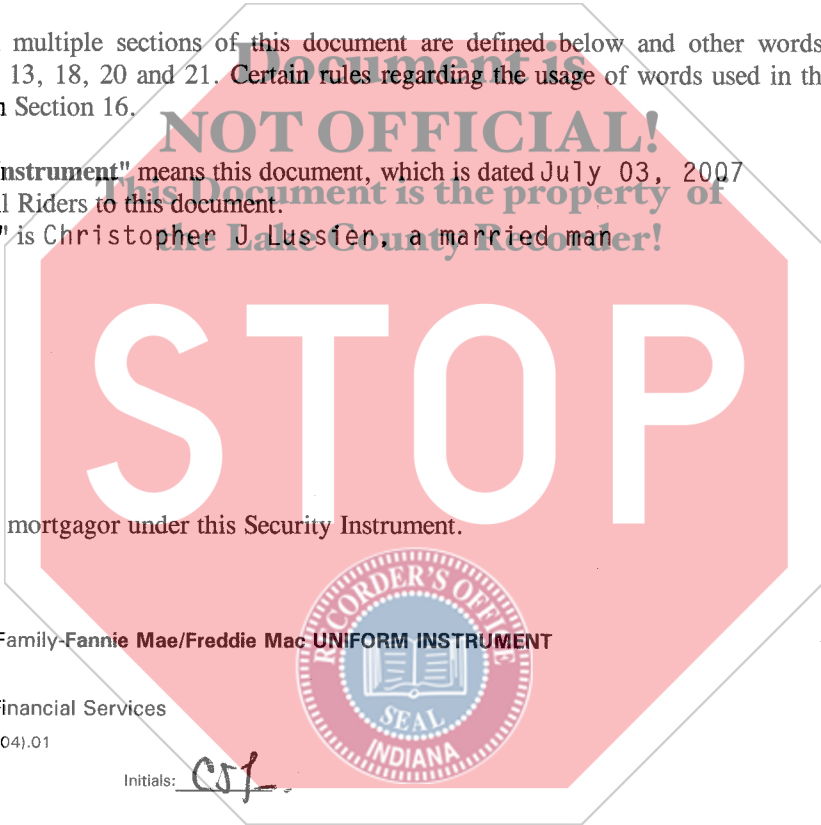 multiple sections of this document are defined below and other words
13, 18, 20 and 21. Certain rules regarding the usage of words used in th
Section 16.
Document is
NOT OFFICIAL!
This Document is the property of
the Lake County Recorder!
nstrument" means this document, which is dated July 03, 2007
l Riders to this document.
" is Christopher J Lussier, a married man
STOP
mortgagor under this Security Instrument.
RECORDER'S OFFICE
SEAL
INDIANA
Family-Fannie Mae/Freddie Mac UNIFORM INSTRUMENT
Financial Services
04).01
Initials: CJL